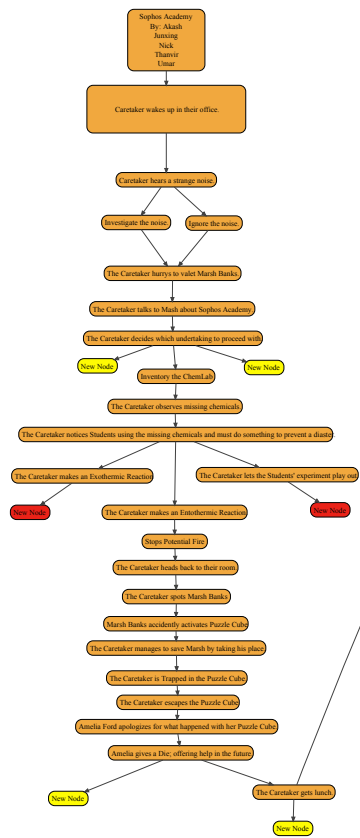 Sophos Academy
By: Akash
Junxing
Nick
Thanvir
Umar
Caretaker wakes up in their office.
Caretaker hears a strange noise.
Investigate the noise.
Ignore the noise.
The Caretaker hurrys to valet Marsh Banks.
The Caretaker talks to Mash about Sophos Academy.
The Caretaker decides which undertaking to proceed with.
New Node
New Node
Inventory the ChemLab
The Caretaker observes missing chemicals.
The Caretaker notices Students using the missing chemicals and must do something to prevent a diaster.
The Caretaker makes an Exothermic Reaction
The Caretaker lets the Students' experiment play out.
New Node
The Caretaker makes an Entothermic Reaction
New Node
Stops Potential Fire
The Caretaker heads back to their room.
The Caretaker spots Marsh Banks
Marsh Banks accidently activates Puzzle Cube
The Caretaker manages to save Marsh by taking his place.
The Caretaker is Trapped in the Puzzle Cube.
The Caretaker escapes the Puzzle Cube
Amelia Ford apologizes for what happened with her Puzzle Cube.
Amelia gives a Die; offering help in the future.
New Node
The Caretaker gets lunch.
New Node